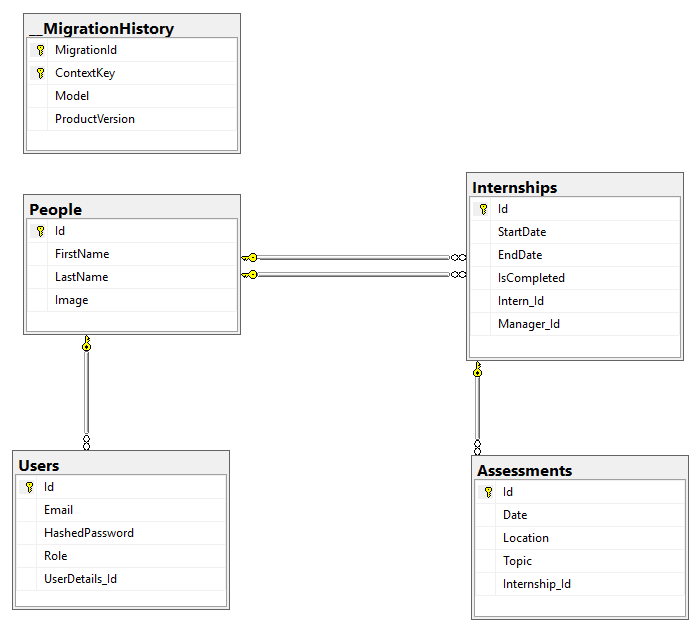 __MigrationHistory
MigrationId
ContextKey
Model
ProductVersion
People
Id
FirstName
LastName
Image
Internships
Id
StartDate
EndDate
IsCompleted
Intern_Id
Manager_Id
Users
Id
Email
HashedPassword
Role
UserDetails_Id
Assessments
Id
Date
Location
Topic
Internship_Id